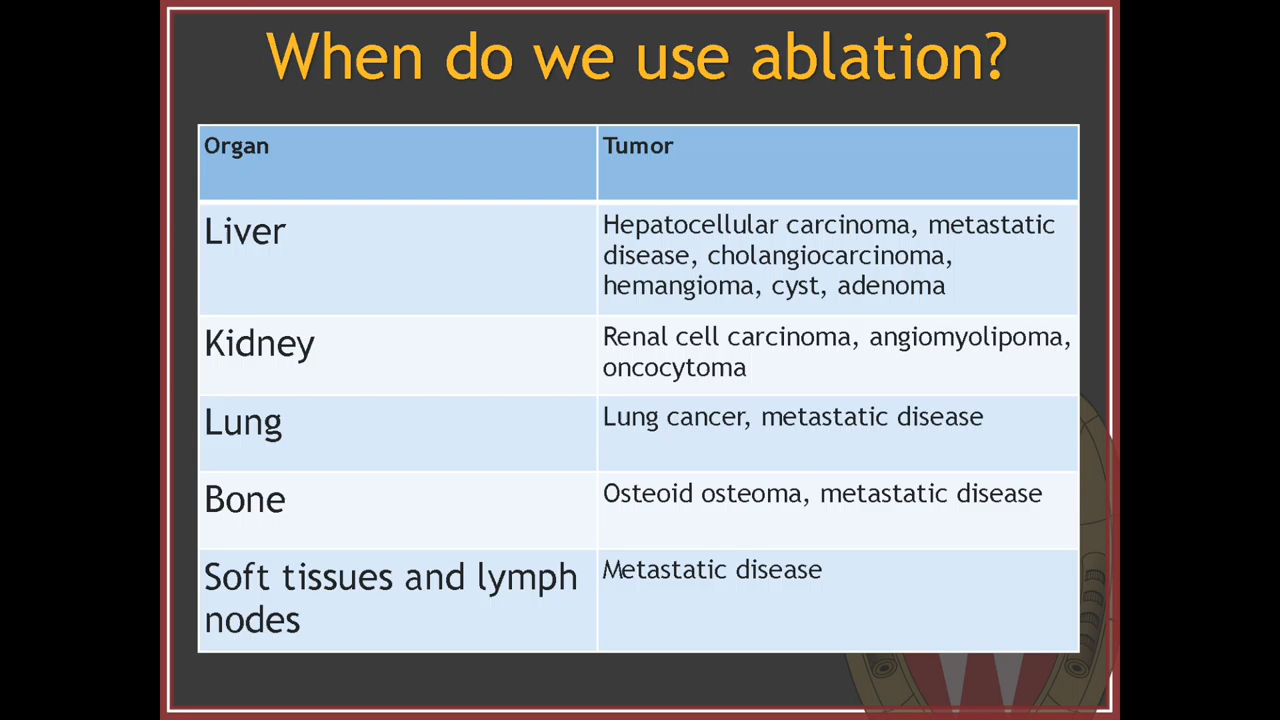 When do we use ablation?
Organ
Tumor
Liver
Hepatocellular carcinoma, metastatic
disease, cholangiocarcinoma,
hemangioma, cyst, adenoma
Kidney
Renal cell carcinoma, angiomyolipoma,
oncocytoma
Lung
Lung cancer, metastatic disease
Bone
Osteoid osteoma, metastatic disease
Soft tissues and lymph
nodes
Metastatic disease